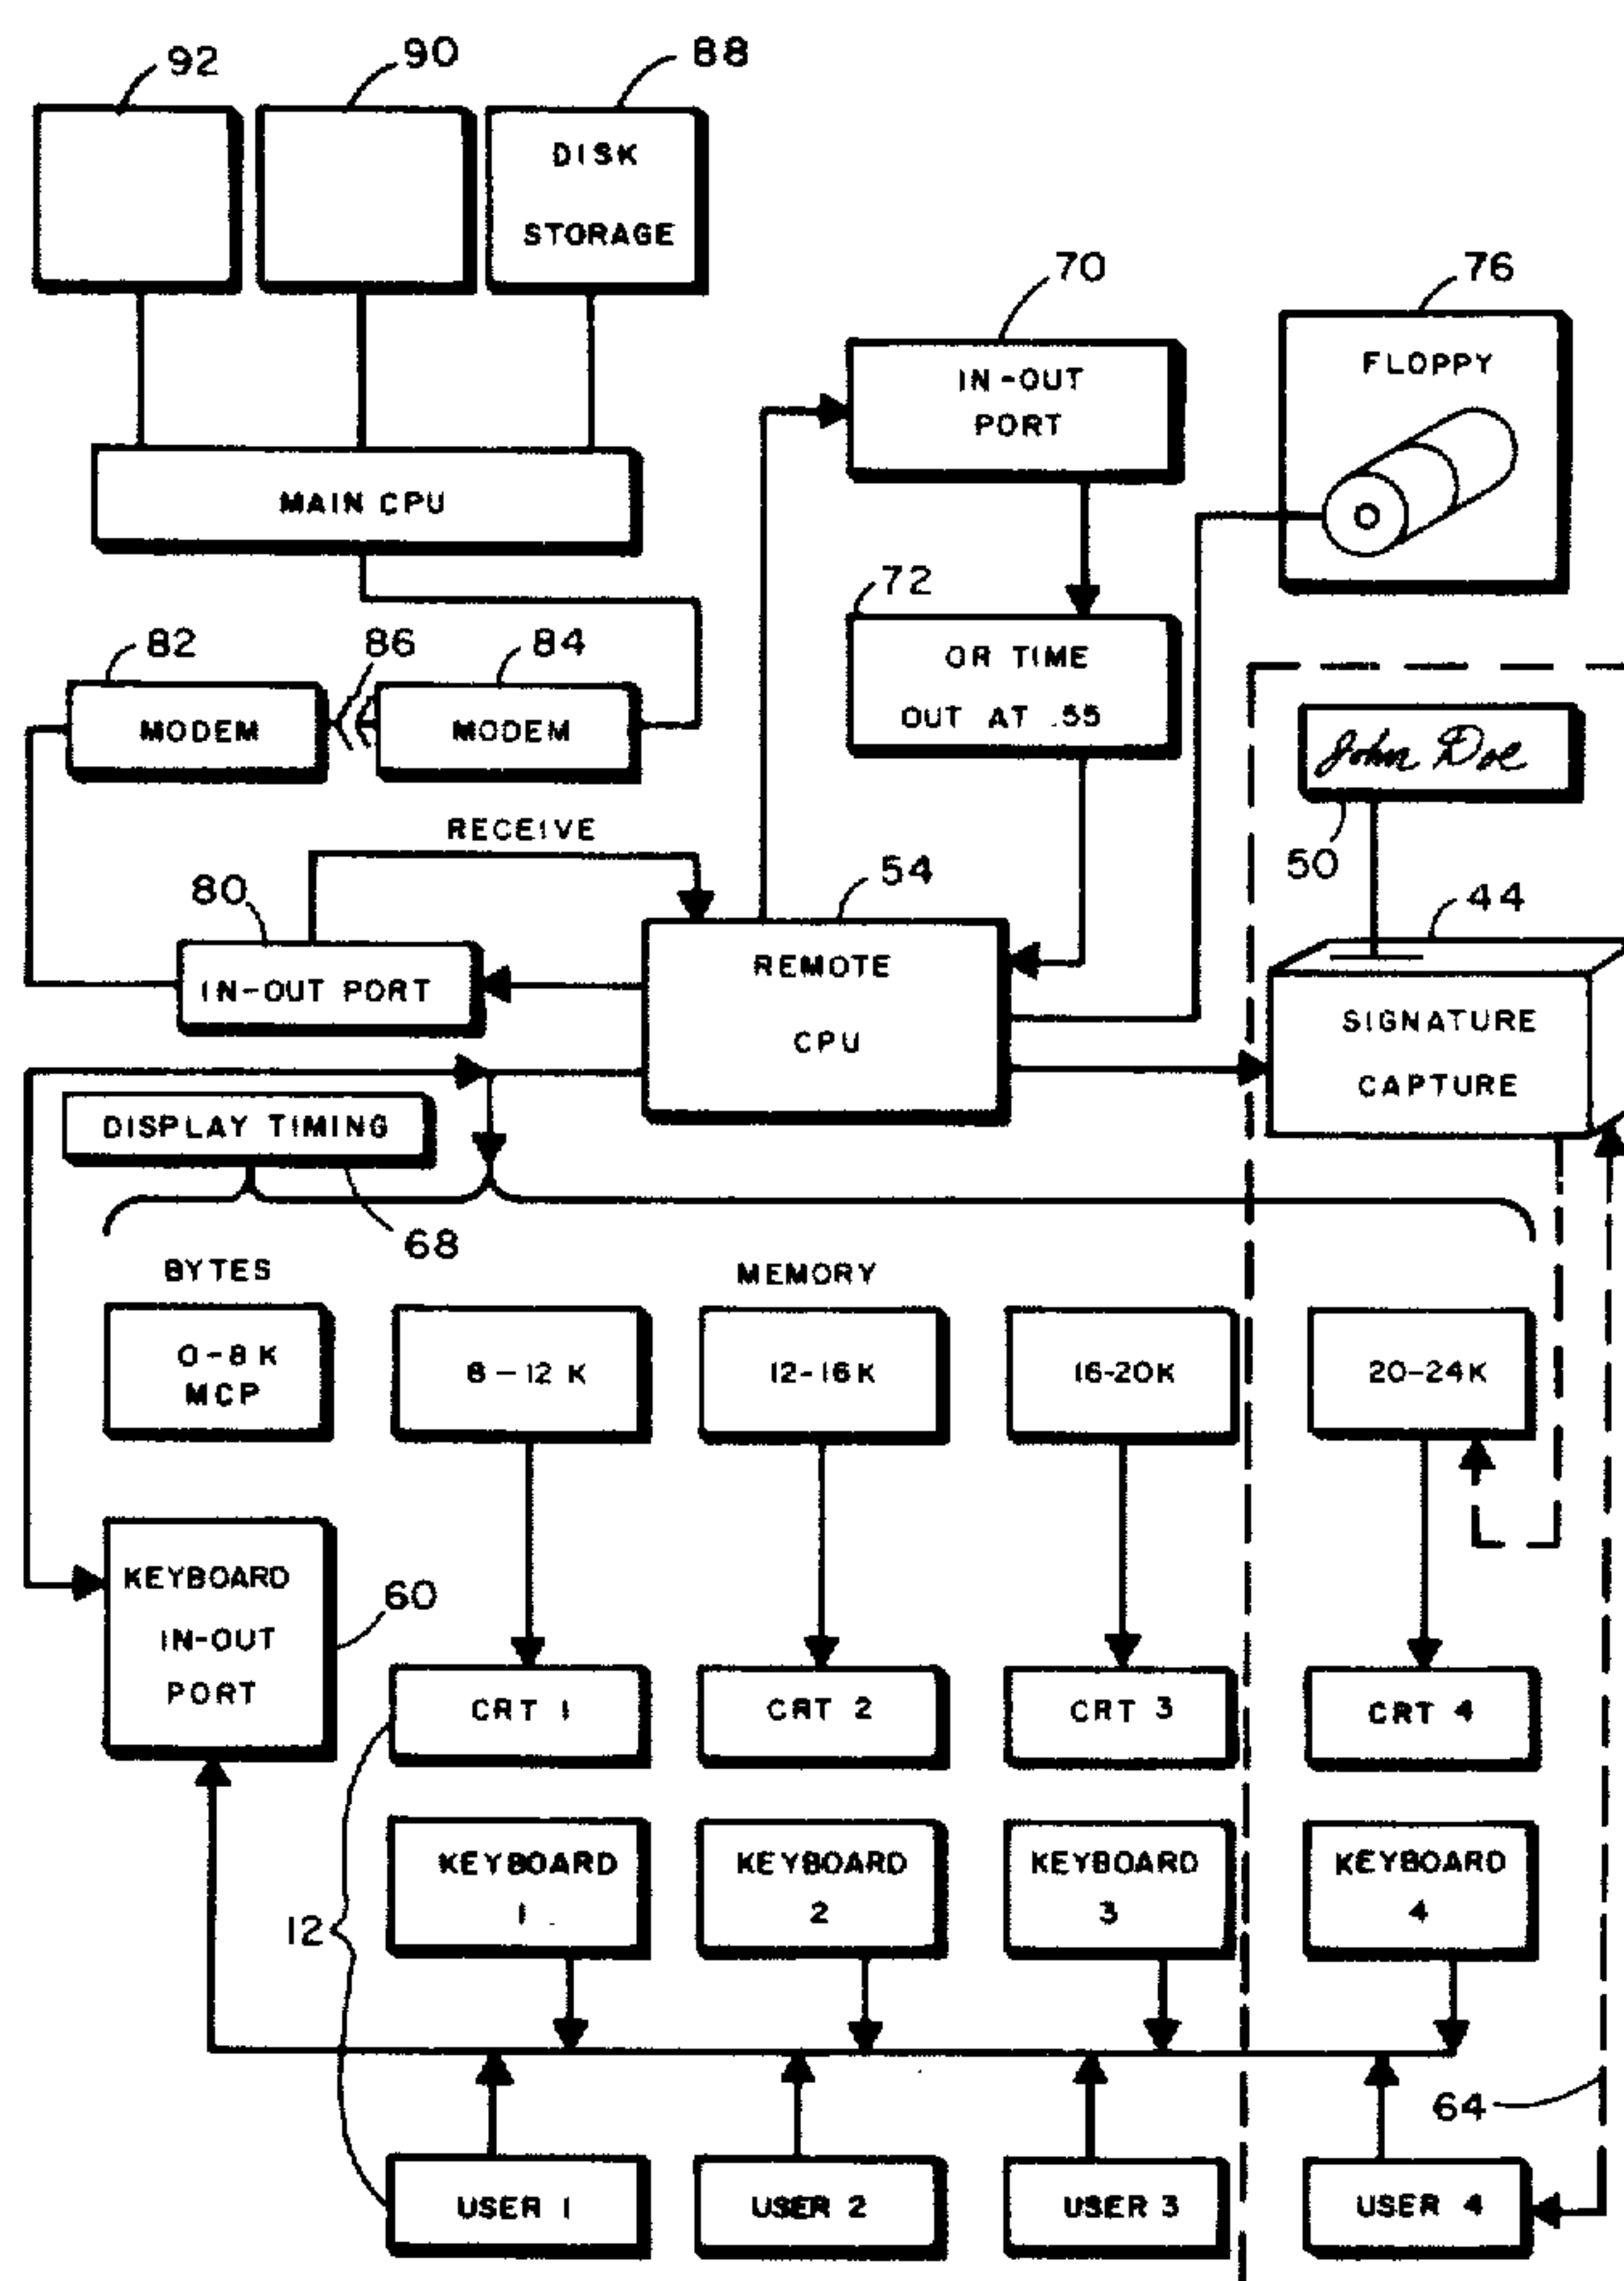 92
90
88
DISK
STORAGE
70
76
IN-OUT
PORT
FLOPPY
MAIN CPU
72
OR TIME
OUT AT .55
82
86
84
MODEM
MODEM
John Doe
50
RECEIVE
54
44
80
IN-OUT PORT
REMOTE
CPU
SIGNATURE
CAPTURE
DISPLAY TIMING
68
BYTES
MEMORY
0-8K
MCP
8-12 K
12-16K
16-20K
20-24K
KEYBOARD
IN-OUT
PORT
60
CRT 1
CRT 2
CRT 3
CRT 4
12
KEYBOARD
1
KEYBOARD
2
KEYBOARD
3
KEYBOARD
4
64
USER 1
USER 2
USER 3
USER 4